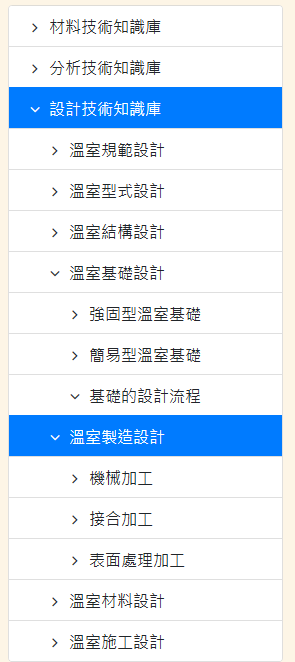 材料技術知識庫
分析技術知識庫
設計技術知識庫
溫室規範設計
溫室型式設計
溫室結構設計
溫室基礎設計
強固型溫室基礎
簡易型溫室基礎
基礎的設計流程
溫室製造設計
機械加工
接合加工
表面處理加工
溫室材料設計
溫室施工設計